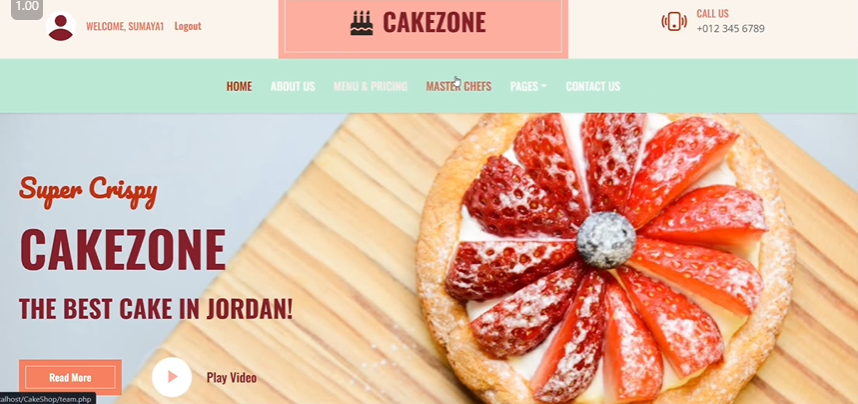 1.00
WELCOME, SUMAYA1 Logout
CAKEZONE
CALL US
+012 345 6789
HOME ABOUT US MENU & PRICING MASTER CHEFS PAGES CONTACT US
Super Crispy
CAKEZONE
THE BEST CAKE IN JORDAN!
Read More
Play Video
alhost/CakeShop/team.php